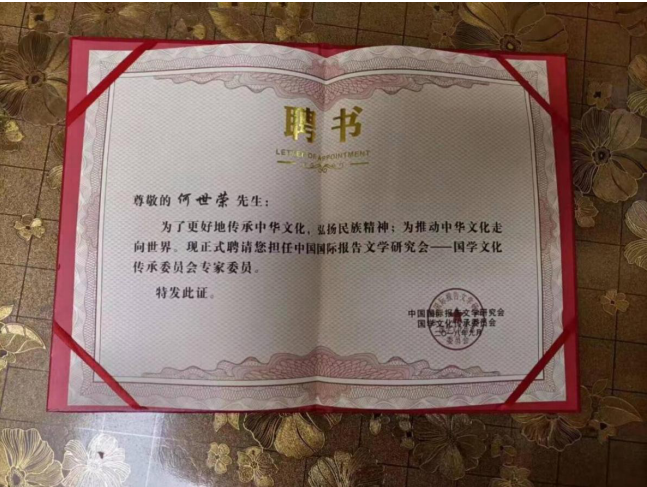 聘书
LETTER OF APPOINTMENT
尊敬的 何世荣 先生：
为了更好地传承中华文化，弘扬民族精神；为推动中华文化走
向世界。现正式聘请您担任中国国际报告文学研究会——国学文化
传承委员会专家委员。
特发此证。
中国国际报告文学研究会
国学文化传承委员会